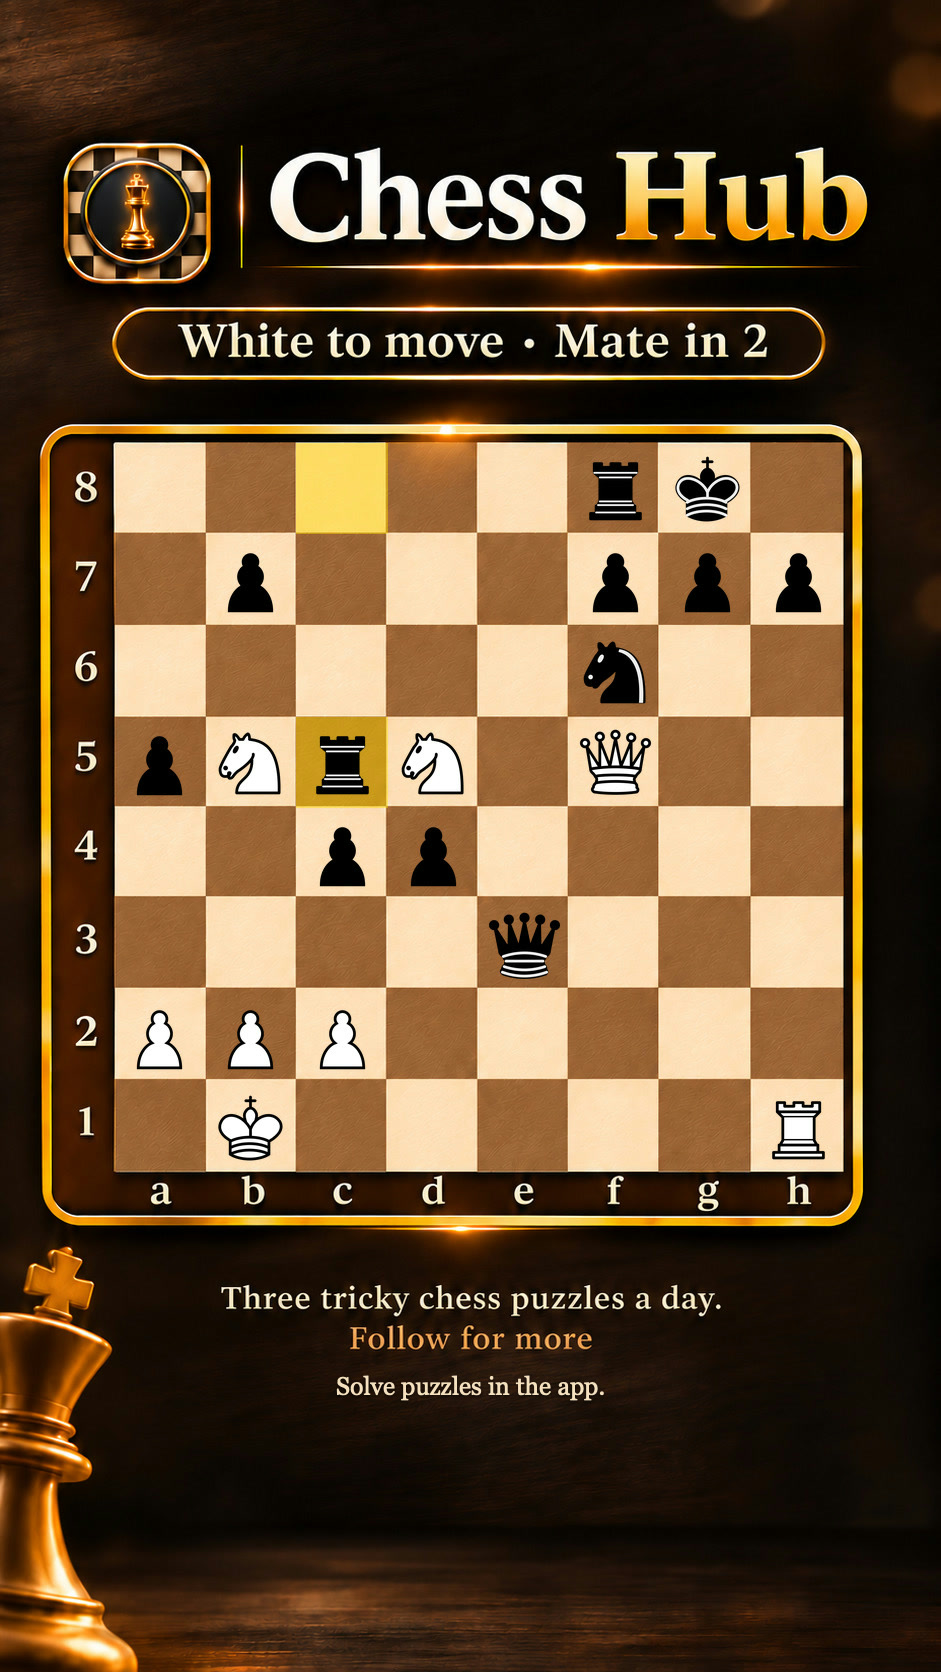 Chess Hub
White to move • Mate in 2
8
7
6
5
4
3
2
1
a b c d e f g h
Three tricky chess puzzles a day.
Follow for more
Solve puzzles in the app.